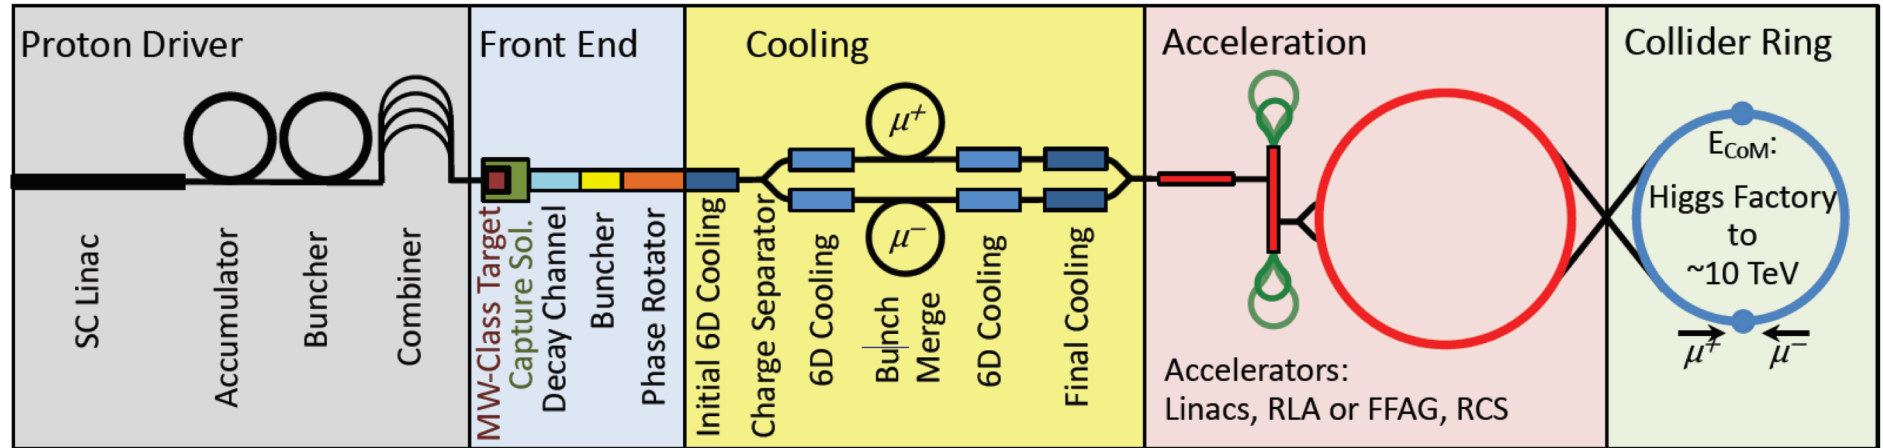 Proton Driver
SC Linac
Accumulator
Buncher
Combiner
Front End
MW-Class Target
Capture Sol.
Decay Channel
Buncher
Phase Rotator
Cooling
μ+
μ−
Initial 6D Cooling
Charge Separator
6D Cooling
Bunch
Merge
6D Cooling
Final Cooling
Acceleration
Accelerators:
Linacs, RLA or FFAG, RCS
Collider Ring
ECoM:
Higgs Factory
to
~10 TeV
μ+ μ−